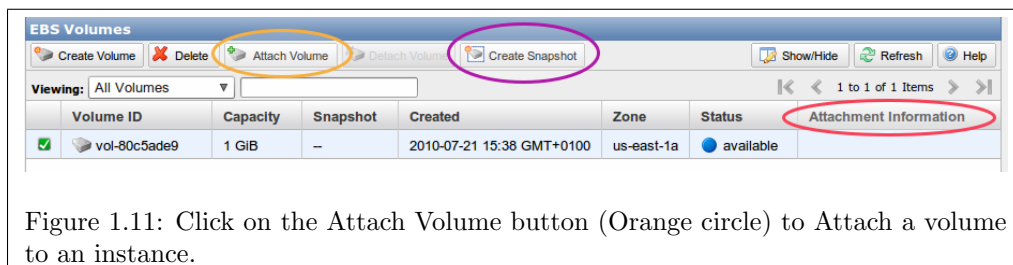 EBS Volumes
Create Volume Delete Attach Volume Detach Volume Create Snapshot Show/Hide Refresh Help
Viewing: All Volumes 1 to 1 of 1 Items
Volume ID Capacity Snapshot Created Zone Status Attachment Information
vol-80c5ade9 1 GiB -- 2010-07-21 15:38 GMT+0100 us-east-1a available
Figure 1.11: Click on the Attach Volume button (Orange circle) to Attach a volume
to an instance.